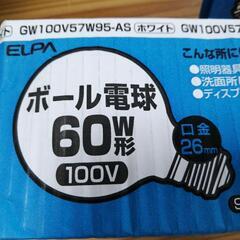 ト GW100V57W95-AS ホワイト GW100V57
ELPA
こんな所に
ボール電球
●照明器具
60W形
●洗面所
100V
●ディスプ
口金
26mm